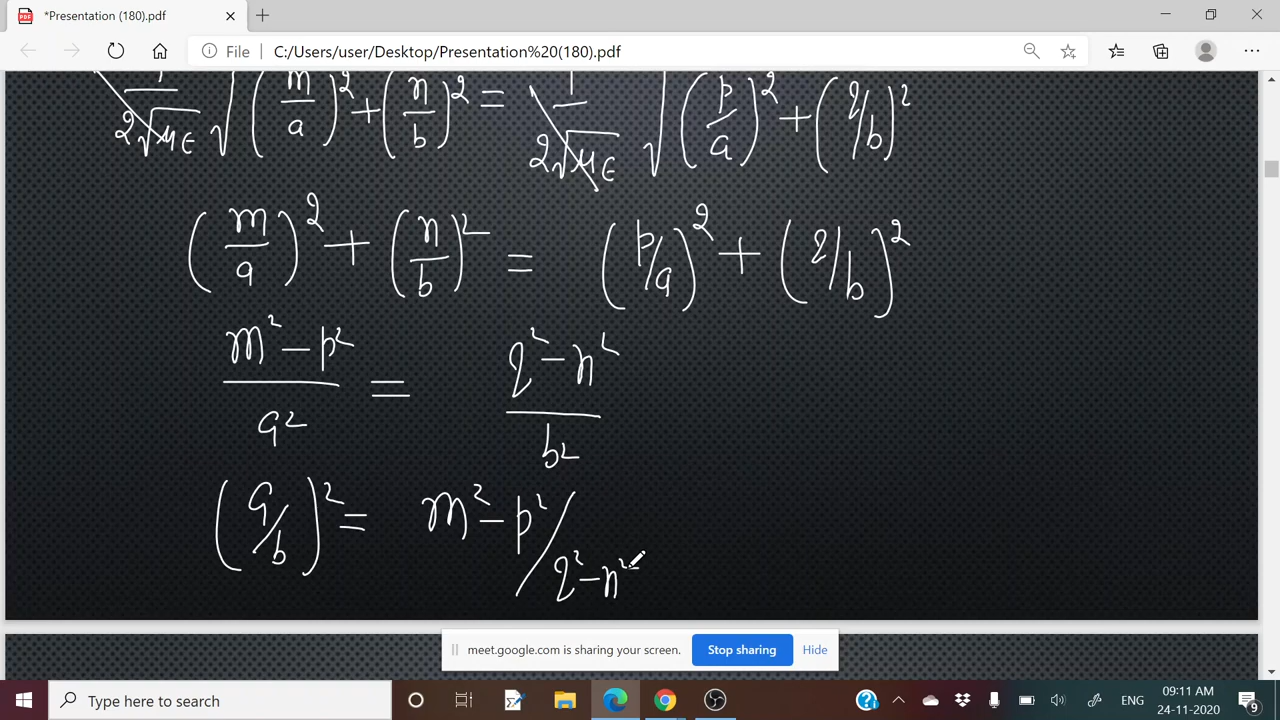 *Presentation (180).pdf
File C:/Users/user/Desktop/Presentation%20(180).pdf
1/2√με √(m/a)² + (n/b)² = 1/2√με √(p/a)² + (q/b)²
(m/a)² + (n/b)² = (p/a)² + (q/b)²
m² – p² / a² = q² – n² / b²
(a/b)² = m² – p² / q² – n²
meet.google.com is sharing your screen. Stop sharing Hide
Type here to search
ENG
09:11 AM
24-11-2020
9